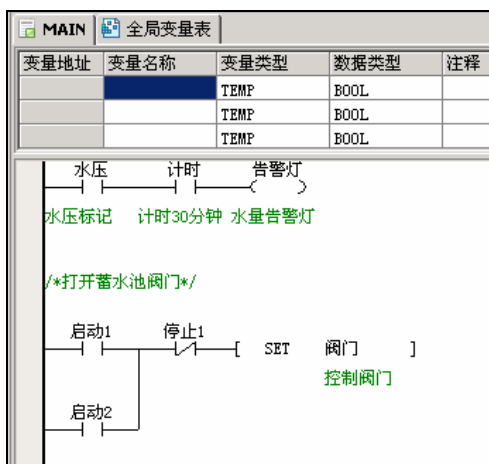 MAIN 全局变量表
变量地址 变量名称 变量类型 数据类型 注释
TEMP BOOL
TEMP BOOL
TEMP BOOL
水压 计时 告警灯
水压标记 计时30分钟 水量告警灯
/*打开蓄水池阀门*/
启动1 停止1
SET 阀门
控制阀门
启动2